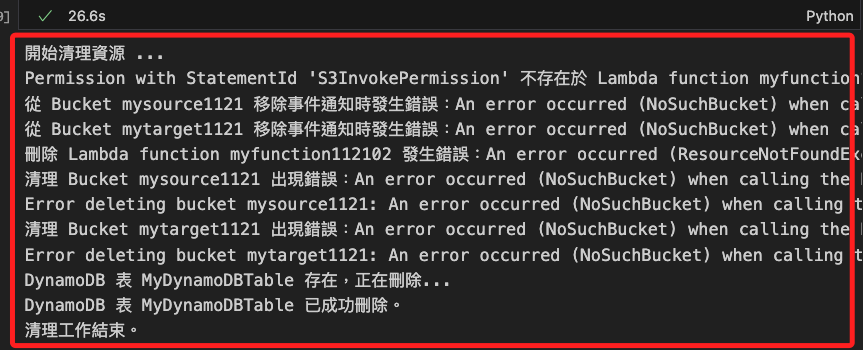 9]
✓ 26.6s Python
開始清理資源 ...
Permission with StatementId 'S3InvokePermission' 不存在於 Lambda function myfunction
從 Bucket mysource1121 移除事件通知時發生錯誤：An error occurred (NoSuchBucket) when cal
從 Bucket mytarget1121 移除事件通知時發生錯誤：An error occurred (NoSuchBucket) when cal
刪除 Lambda function myfunction112102 發生錯誤：An error occurred (ResourceNotFoundExc
清理 Bucket mysource1121 出現錯誤：An error occurred (NoSuchBucket) when calling the
Error deleting bucket mysource1121: An error occurred (NoSuchBucket) when calling t
清理 Bucket mytarget1121 出現錯誤：An error occurred (NoSuchBucket) when calling the
Error deleting bucket mytarget1121: An error occurred (NoSuchBucket) when calling t
DynamoDB 表 MyDynamoDBTable 存在，正在刪除...
DynamoDB 表 MyDynamoDBTable 已成功刪除。
清理工作結束。